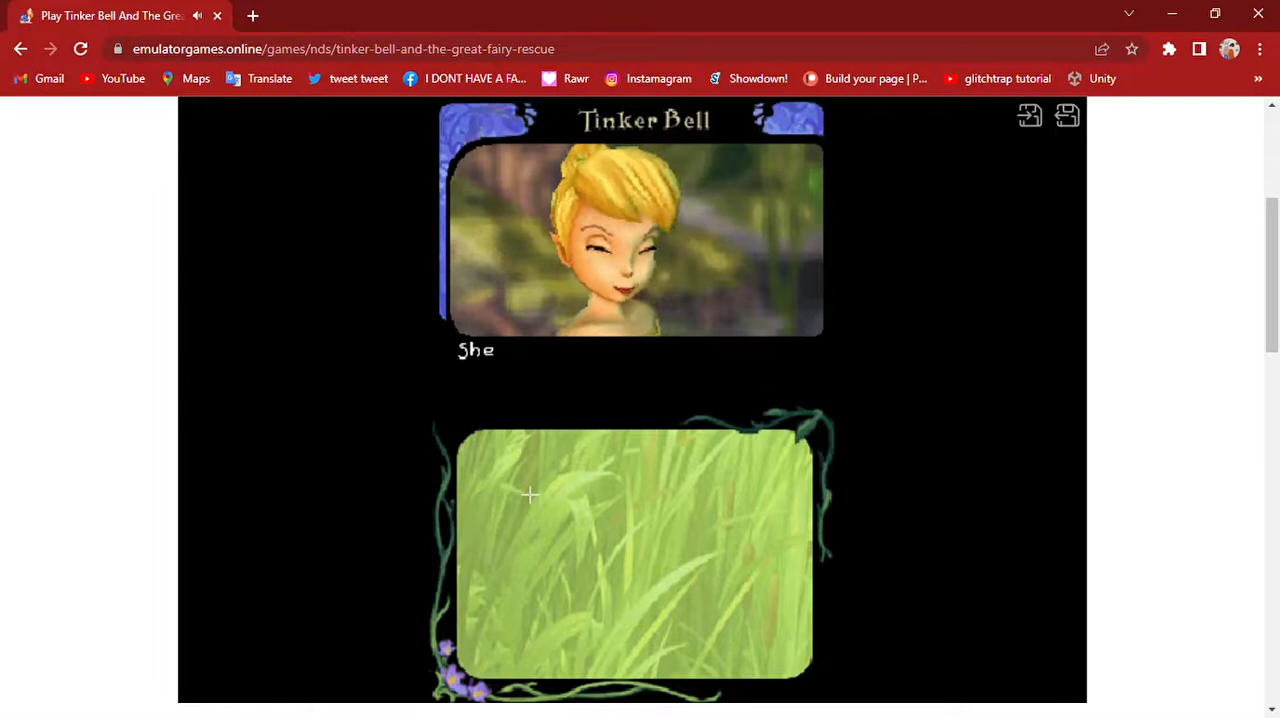 Play Tinker Bell And The Grea
emulatorgames.online/games/nds/tinker-bell-and-the-great-fairy-rescue
Gmail YouTube Maps Translate tweet tweet I DONT HAVE A FA... Rawr Instamagram Showdown! Build your page | P... glitchtrap tutorial Unity »
Tinker Bell
She